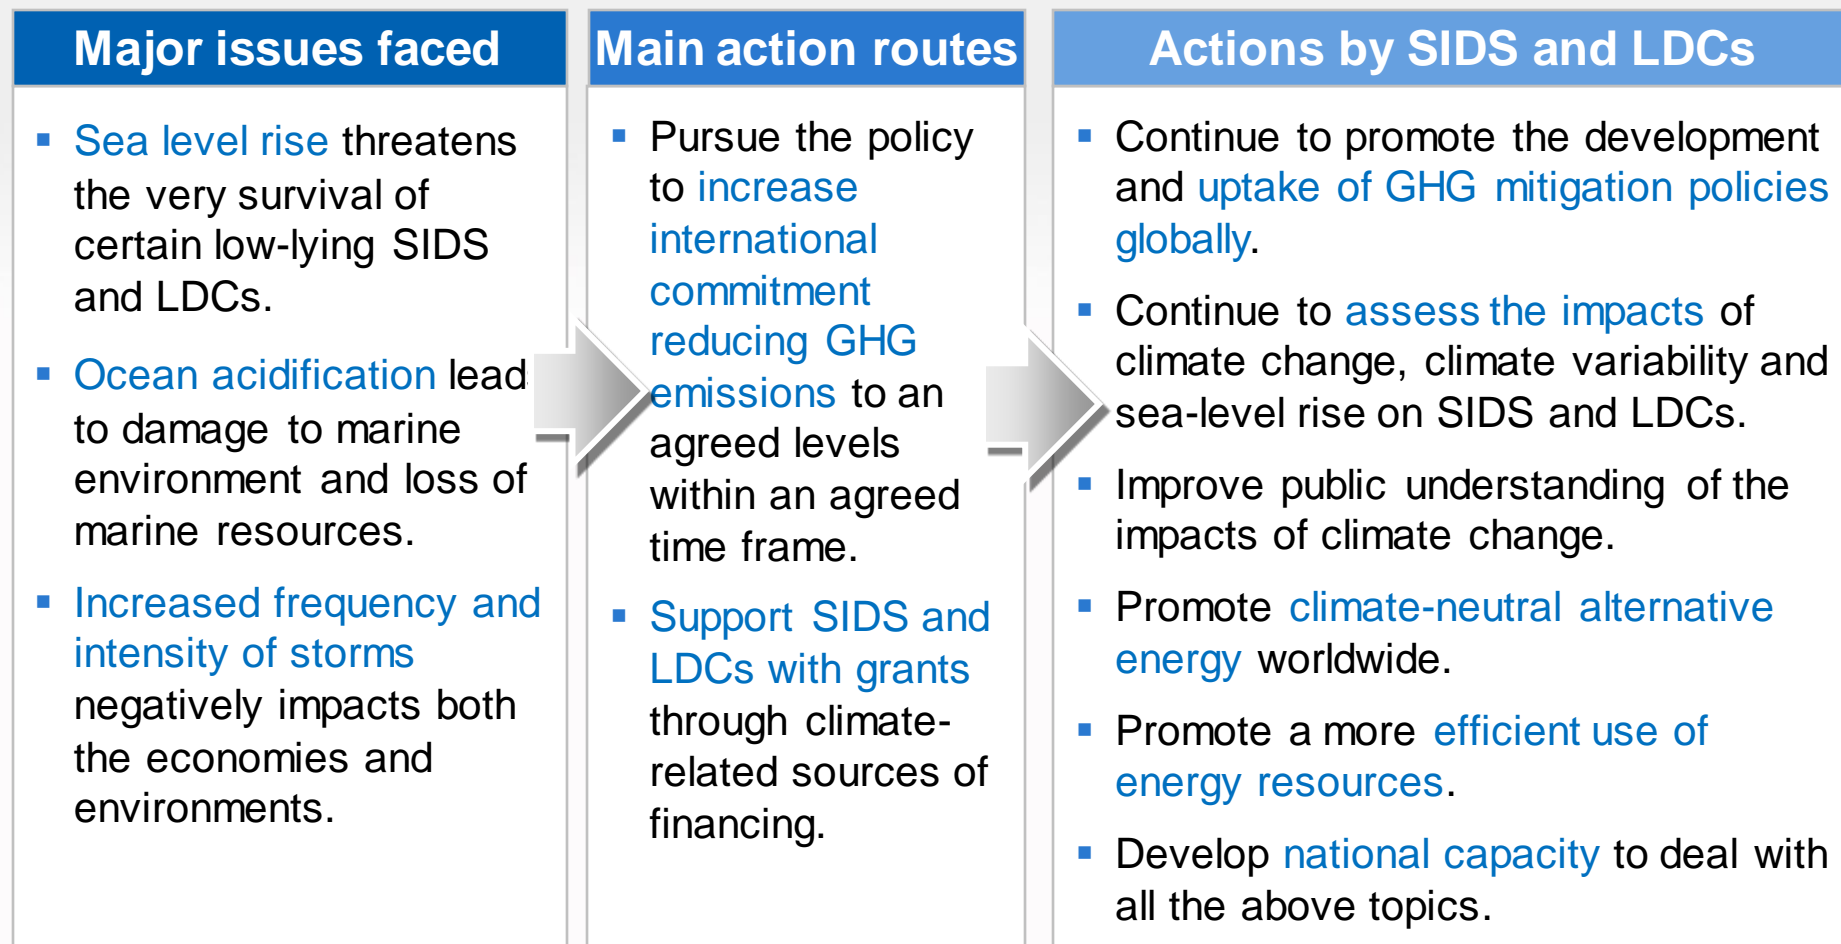 Major issues faced
Sea level rise threatens
the very survival of
certain low-lying SIDS
and LDCs.
Ocean acidification lead
to damage to marine
environment and loss of
marine resources.
Increased frequency and
intensity of storms
negatively impacts both
the economies and
environments.
Main action routes
Pursue the policy
to increase
international
commitment
reducing GHG
emissions to an
agreed levels
within an agreed
time frame.
Support SIDS and
LDCs with grants
through climate-
related sources of
financing.
Actions by SIDS and LDCs
Continue to promote the development
and uptake of GHG mitigation policies
globally.
Continue to assess the impacts of
climate change, climate variability and
sea-level rise on SIDS and LDCs.
Improve public understanding of the
impacts of climate change.
Promote climate-neutral alternative
energy worldwide.
Promote a more efficient use of
energy resources.
Develop national capacity to deal with
all the above topics.